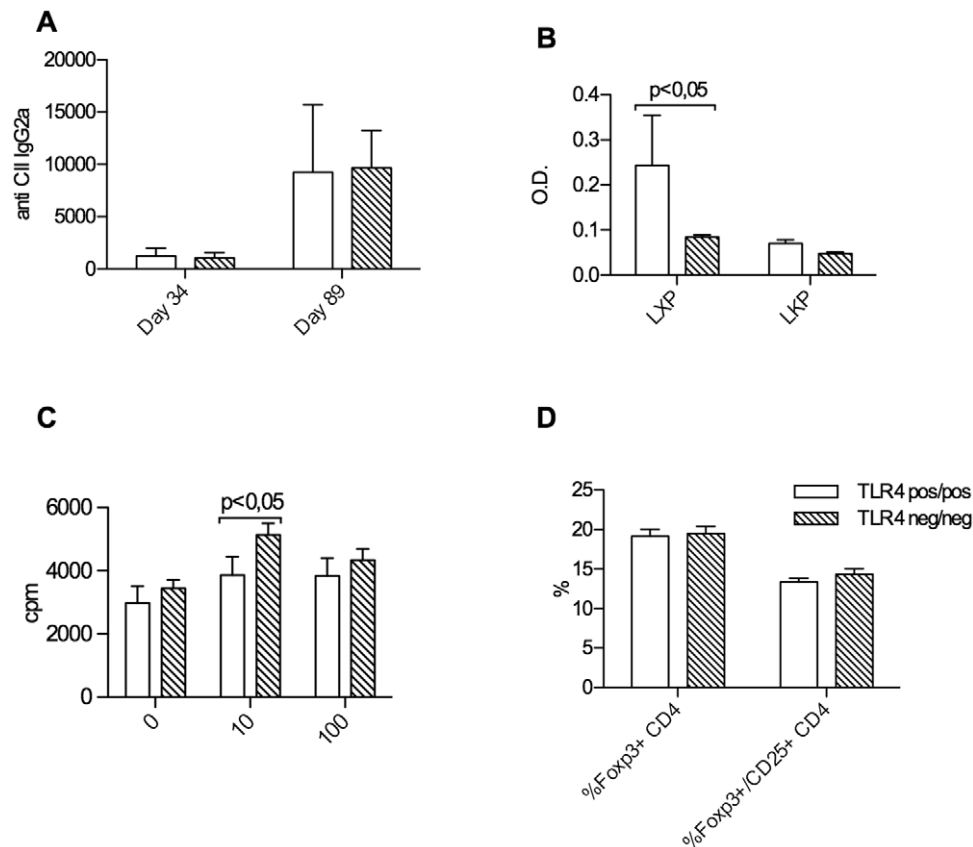 A
20000
15000
10000
5000
0
anti CII IgG2a
Day 34
Day 89
B
p<0,05
0.4
0.3
0.2
0.1
0.0
O.D.
LXP
LKP
C
p<0,05
6000
4000
2000
0
cpm
0
10
100
D
TLR4 pos/pos
TLR4 neg/neg
25
20
15
10
5
0
%
%Foxp3+ CD4
%Foxp3+/CD25+ CD4